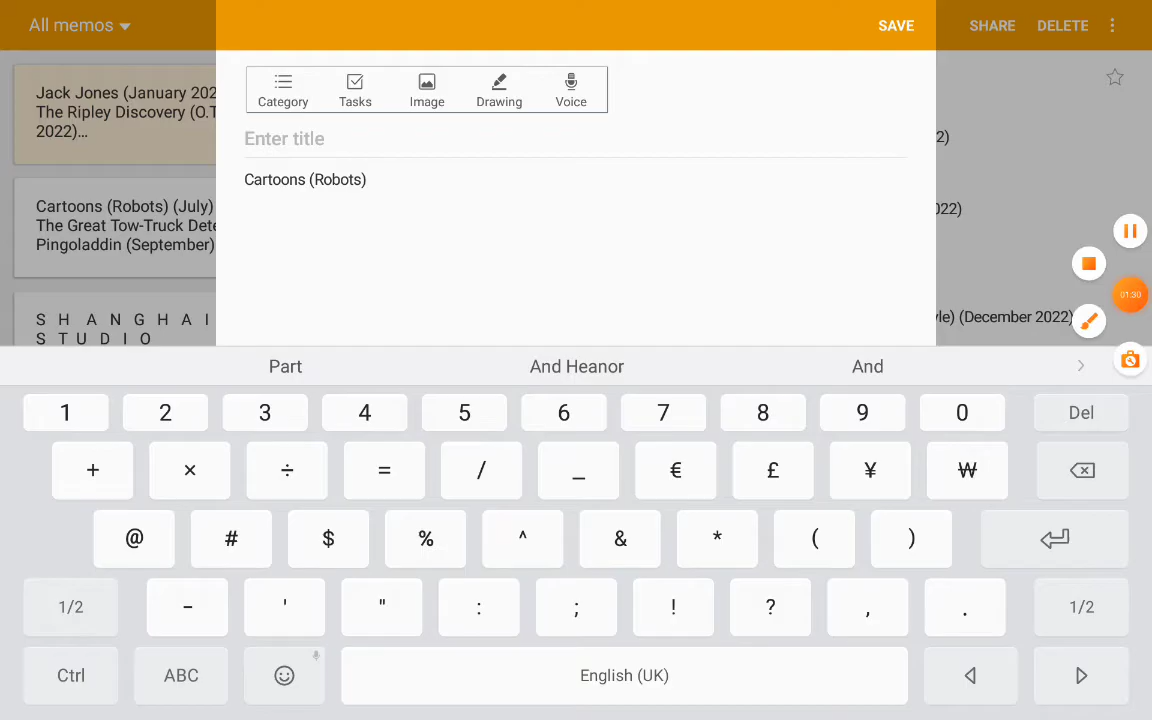 All memos
SAVE
SHARE
DELETE
Jack Jones (January 202
The Ripley Discovery (O.T
2022)...
Category
Tasks
Image
Drawing
Voice
Enter title
Cartoons (Robots)
2)
022)
Cartoons (Robots) (July)
The Great Tow-Truck Dete
Pingoladdin (September)
01:30
yle) (December 2022)
S H A N G H A I
S T U D I O
Part
And Heanor
And
1 2 3 4 5 6 7 8 9 0 Del
+ × ÷ = / _ € £ ¥ ₩
@ # $ % ^ & * ( )
1/2 - ' " : ; ! ? , . 1/2
Ctrl ABC English (UK)